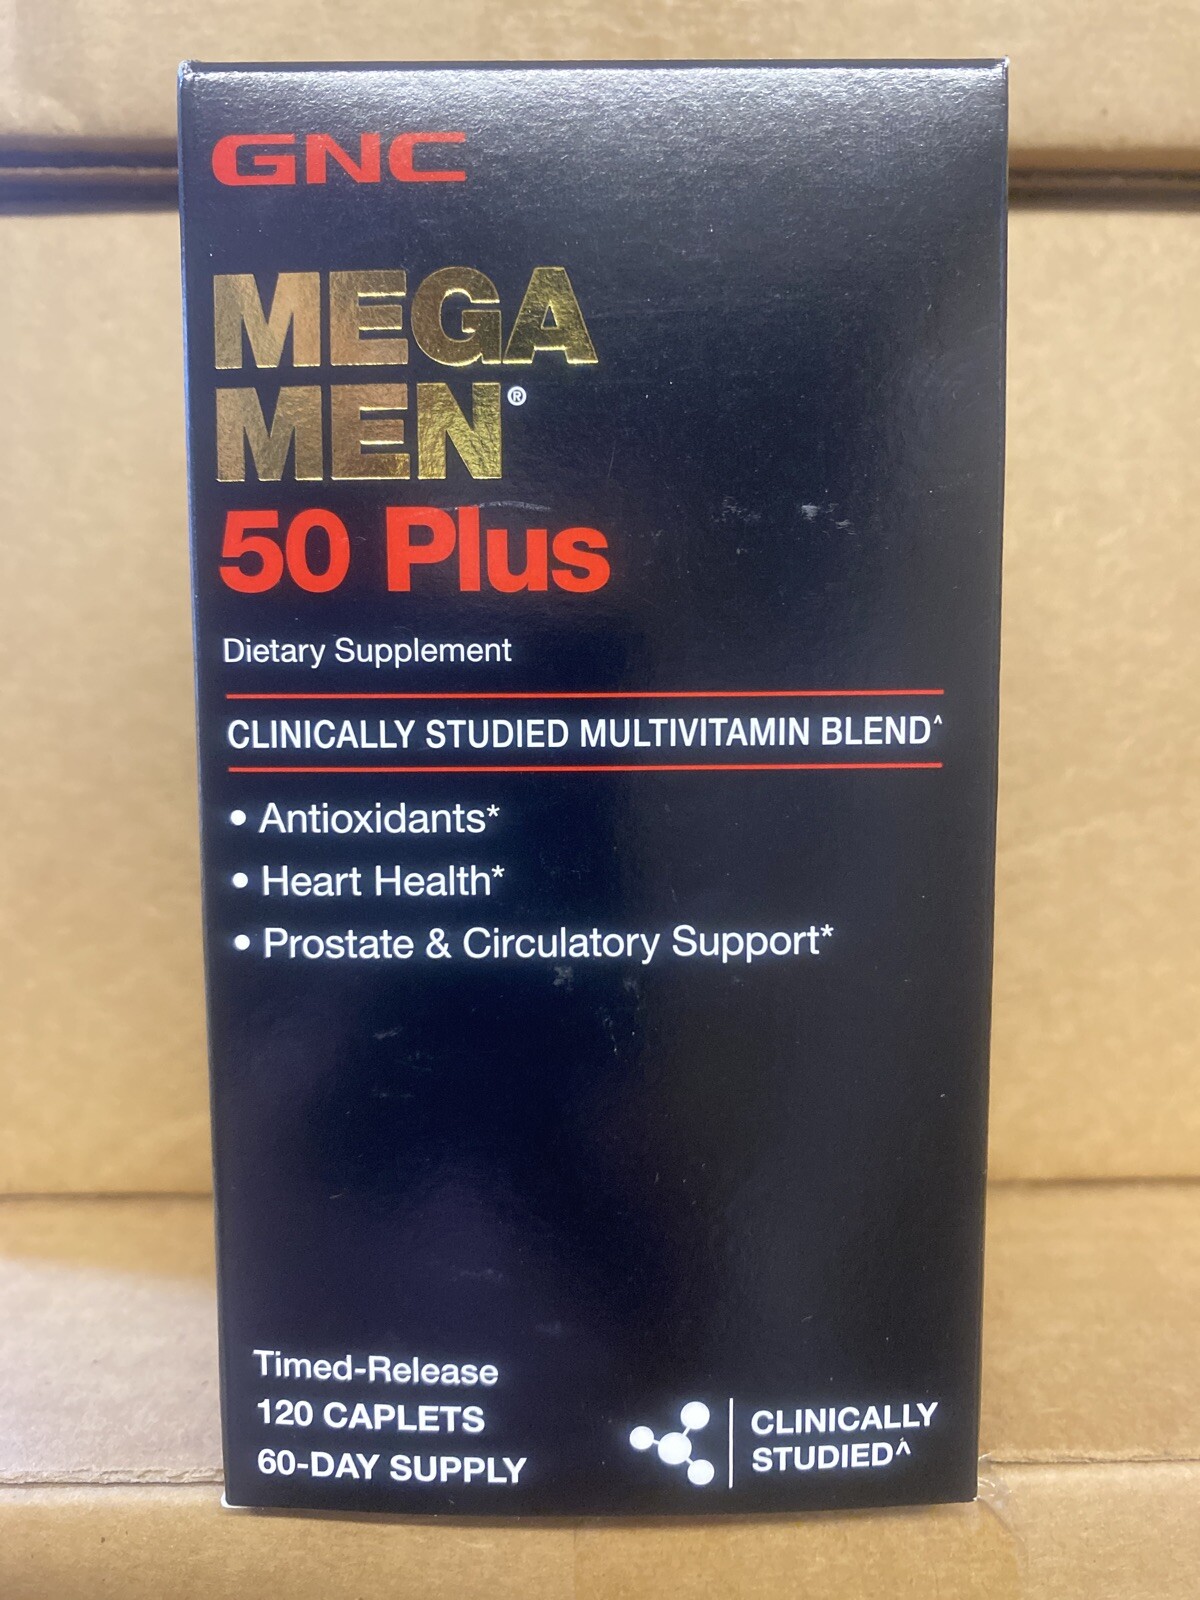 GNC
MEGA
MEN®
50 Plus
Dietary Supplement
CLINICALLY STUDIED MULTIVITAMIN BLEND^
• Antioxidants*
• Heart Health*
• Prostate & Circulatory Support*
Timed-Release
120 CAPLETS
60-DAY SUPPLY
CLINICALLY
STUDIED^